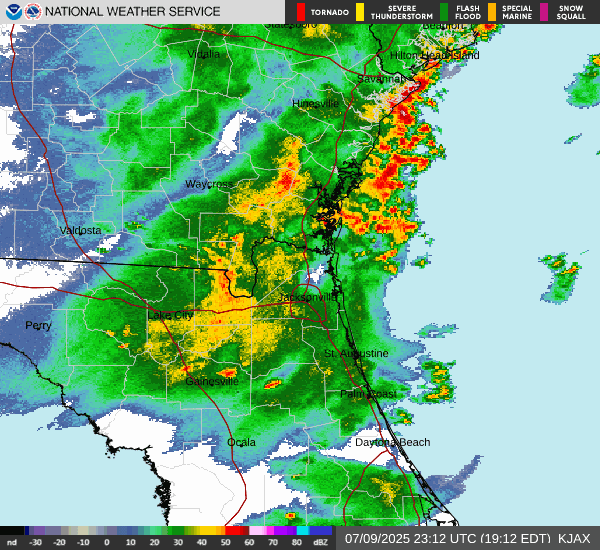 NATIONAL WEATHER SERVICE
TORNADO
SEVERE
THUNDERSTORM
FLASH
FLOOD
SPECIAL
MARINE
SNOW
SQUALL
Vidalia
Hilton Head Island
Savannah
Hinesville
Waycross
Valdosta
Jacksonville
Lake City
Perry
St. Augustine
Gainesville
Palm Coast
Ocala
Daytona Beach
nd -30 -20 -10 0 10 20 30 40 50 60 70 80 dBZ
07/09/2025 23:12 UTC (19:12 EDT) KJAX